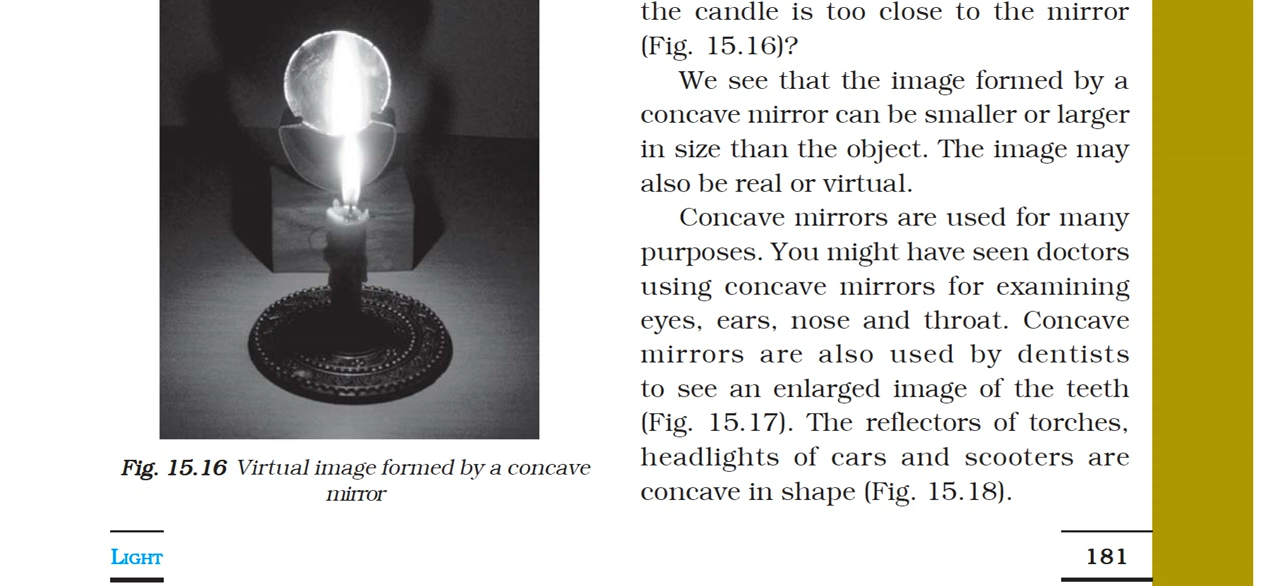 the candle is too close to the mirror
(Fig. 15.16)?
We see that the image formed by a
concave mirror can be smaller or larger
in size than the object. The image may
also be real or virtual.
Concave mirrors are used for many
purposes. You might have seen doctors
using concave mirrors for examining
eyes, ears, nose and throat. Concave
mirrors are also used by dentists
to see an enlarged image of the teeth
(Fig. 15.17). The reflectors of torches,
headlights of cars and scooters are
concave in shape (Fig. 15.18).
Fig. 15.16 Virtual image formed by a concave
mirror
LIGHT
181